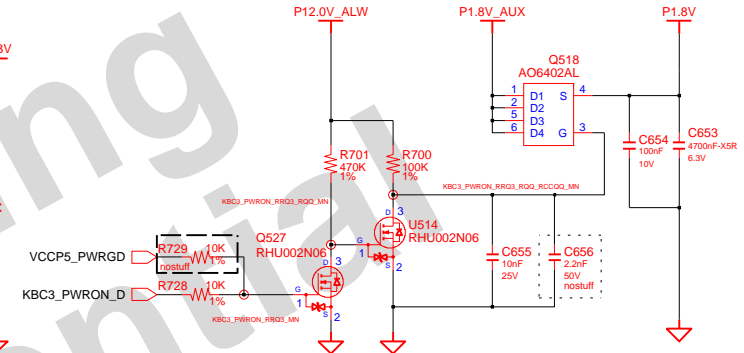 P12.0V_ALW
P1.8V_AUX
P1.8V
Q518
AO6402AL
1 D1 S 4
2 D2
5 D3
6 D4 G 3
C654
100nF
10V
C653
4700nF-X5R
6.3V
R701
470K
1%
R700
100K
1%
KBC3_PWRON_RRQ3_RQQ_MN
KBC3_PWRON_RRQ3_RQQ_RCCQQ_MN
D 3
U514
RHU002N06
G
1
S
2
Q527
RHU002N06
D 3
G
1
S
2
VCCP5_PWRGD
R729
10K
nostuff
1%
KBC3_PWRON_D
R728
10K
1%
KBC3_PWRON_RRQ3_MN
C655
10nF
25V
C656
2.2nF
50V
nostuff